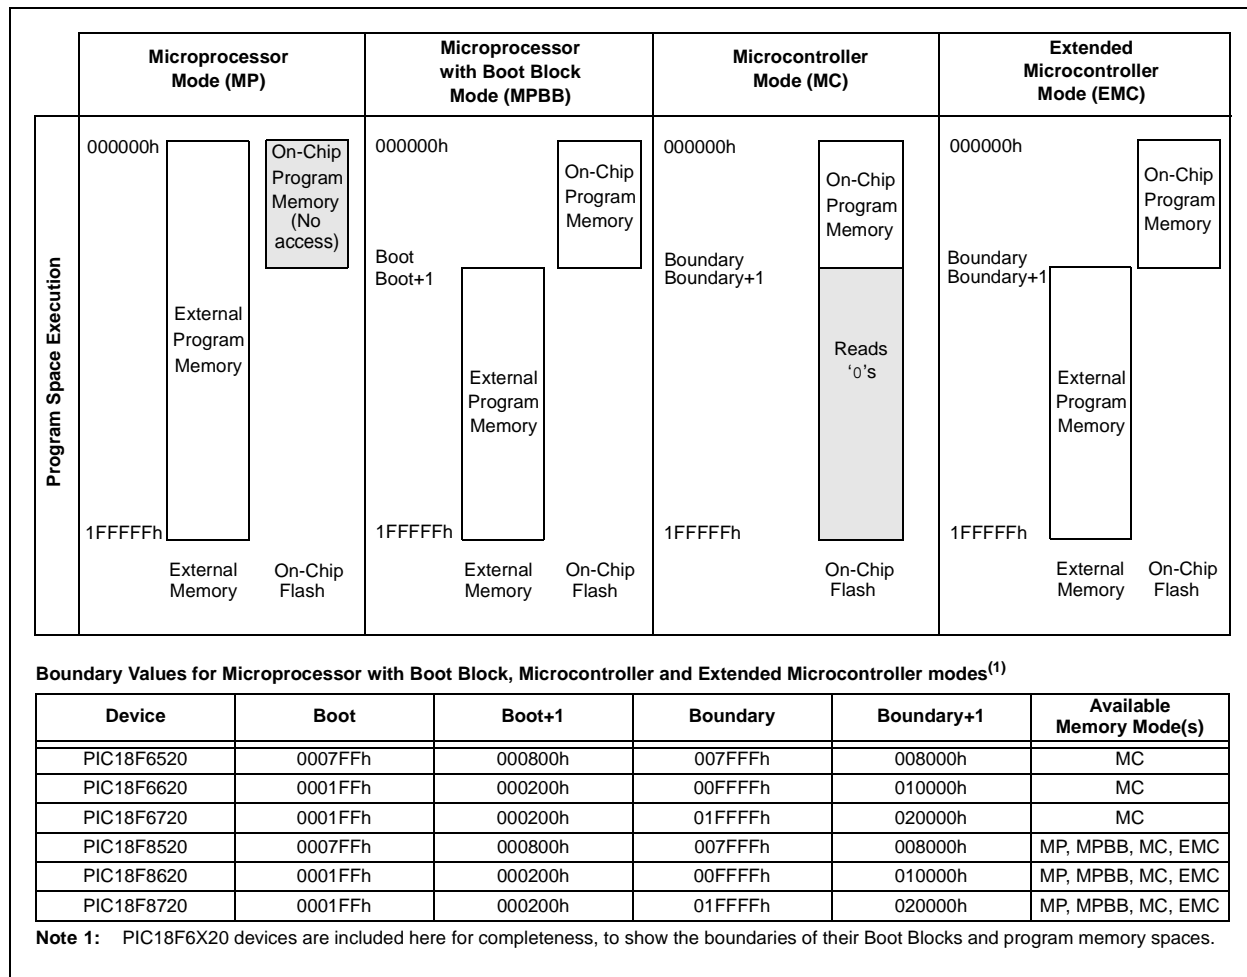 Microprocessor
Mode (MP)
Microprocessor
with Boot Block
Mode (MPBB)
Microcontroller
Mode (MC)
Extended
Microcontroller
Mode (EMC)
Program Space Execution
000000h
External
Program
Memory
On-Chip
Program
Memory
(No
access)
1FFFFFh
External
Memory
On-Chip
Flash
000000h
On-Chip
Program
Memory
Boot
Boot+1
External
Program
Memory
1FFFFFh
External
Memory
On-Chip
Flash
000000h
On-Chip
Program
Memory
Boundary
Boundary+1
Reads
‘0’s
1FFFFFh
On-Chip
Flash
000000h
On-Chip
Program
Memory
Boundary
Boundary+1
External
Program
Memory
1FFFFFh
External
Memory
On-Chip
Flash
Boundary Values for Microprocessor with Boot Block, Microcontroller and Extended Microcontroller modes(1)
Device Boot Boot+1 Boundary Boundary+1 Available
Memory Mode(s)
PIC18F6520 0007FFh 000800h 007FFFh 008000h MC
PIC18F6620 0001FFh 000200h 00FFFFh 010000h MC
PIC18F6720 0001FFh 000200h 01FFFFh 020000h MC
PIC18F8520 0007FFh 000800h 007FFFh 008000h MP, MPBB, MC, EMC
PIC18F8620 0001FFh 000200h 00FFFFh 010000h MP, MPBB, MC, EMC
PIC18F8720 0001FFh 000200h 01FFFFh 020000h MP, MPBB, MC, EMC
Note 1: PIC18F6X20 devices are included here for completeness, to show the boundaries of their Boot Blocks and program memory spaces.